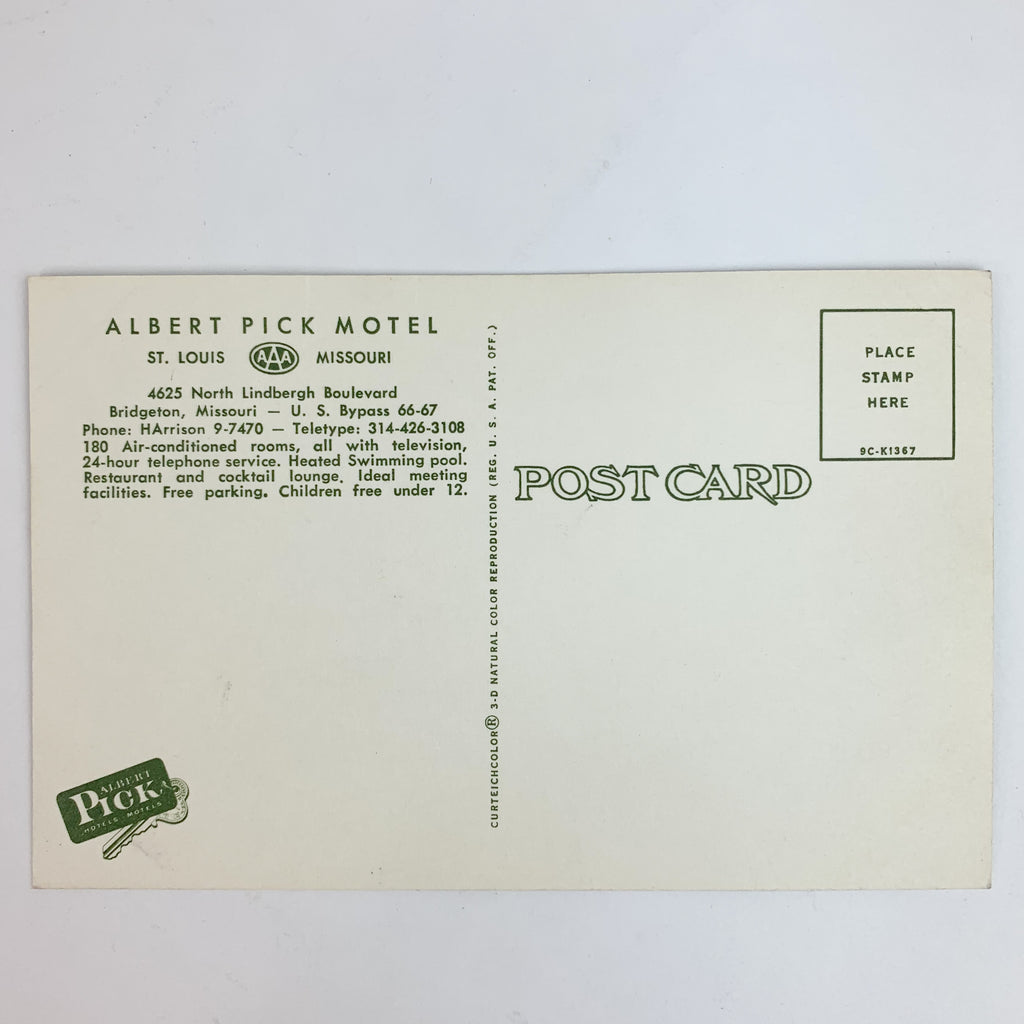 ALBERT PICK MOTEL
ST. LOUIS AAA MISSOURI
4625 North Lindbergh Boulevard
Bridgeton, Missouri — U. S. Bypass 66-67
Phone: HArrison 9-7470 — Teletype: 314-426-3108
180 Air-conditioned rooms, all with television,
24-hour telephone service. Heated Swimming pool.
Restaurant and cocktail lounge. Ideal meeting
facilities. Free parking. Children free under 12.
ALBERT
PICK
HOTELS · MOTELS
CURTEICHCOLOR® 3-D NATURAL COLOR REPRODUCTION (REG. U. S. A. PAT. OFF.)
POST CARD
PLACE
STAMP
HERE
9C-K1367